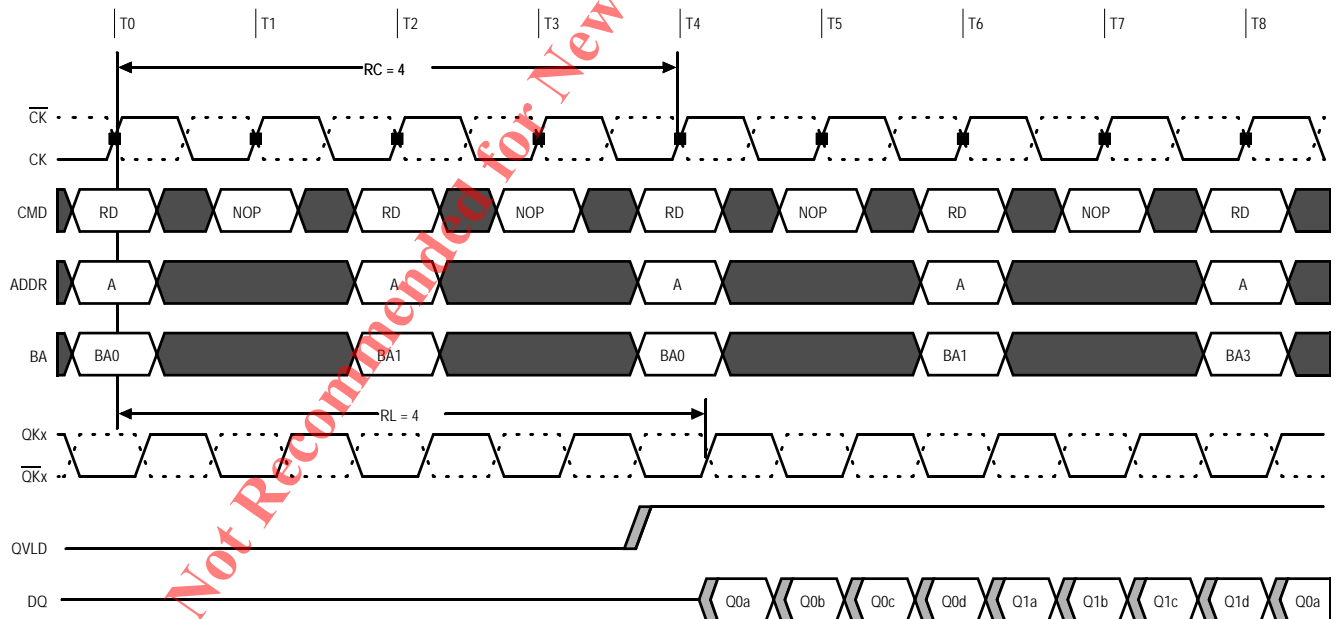 T0 T1 T2 T3 T4 T5 T6 T7 T8
RC = 4
CK
CK
CMD RD NOP RD NOP RD NOP RD NOP RD
ADDR A A A A A
BA BA0 BA1 BA0 BA1 BA3
RL = 4
QKx
QKx
QVLD
DQ Q0a Q0b Q0c Q0d Q1a Q1b Q1c Q1d Q0a
Not Recommended for New